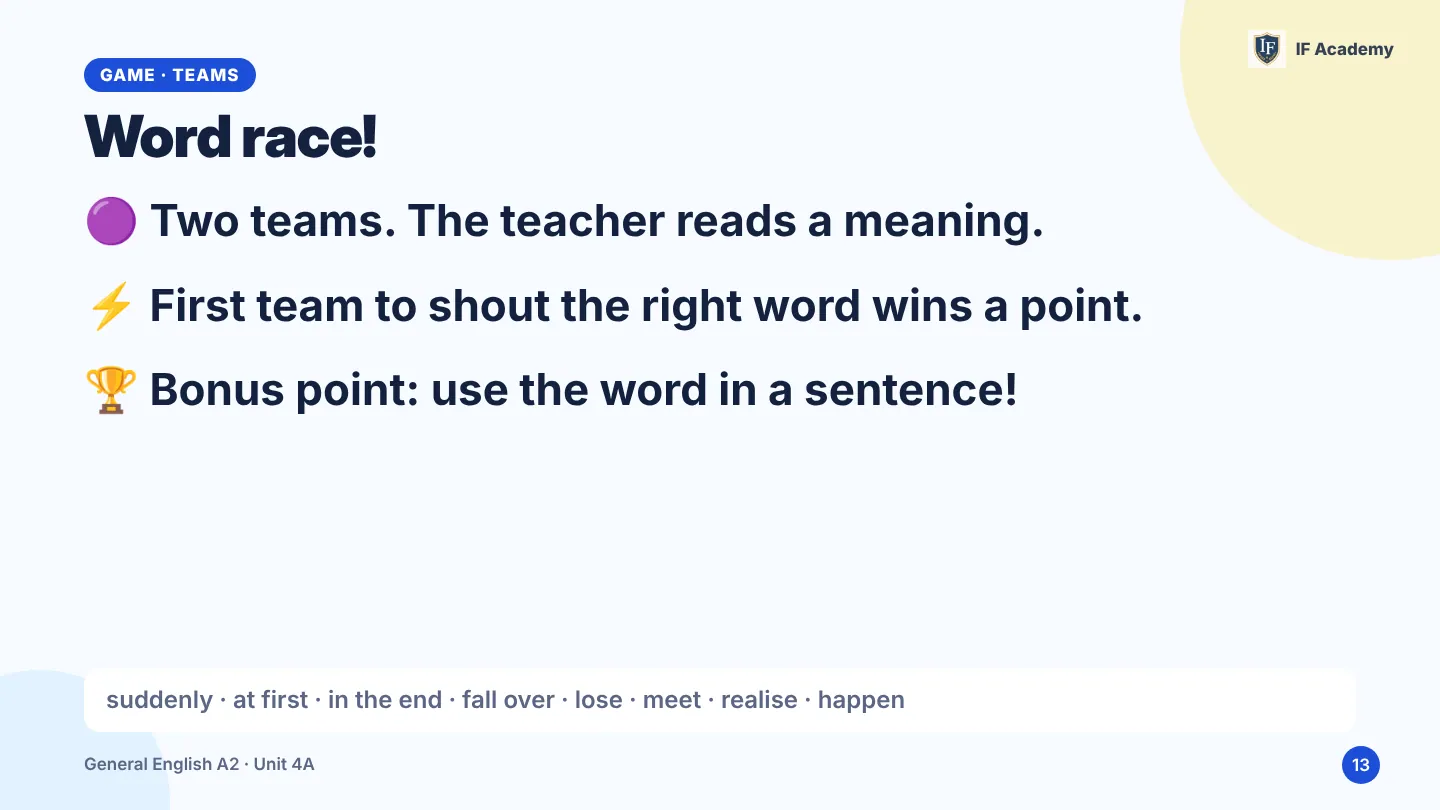 IF Academy
GAME · TEAMS
Word race!
🟣 Two teams. The teacher reads a meaning.
⚡ First team to shout the right word wins a point.
🏆 Bonus point: use the word in a sentence!
suddenly · at first · in the end · fall over · lose · meet · realise · happen
General English A2 · Unit 4A
13